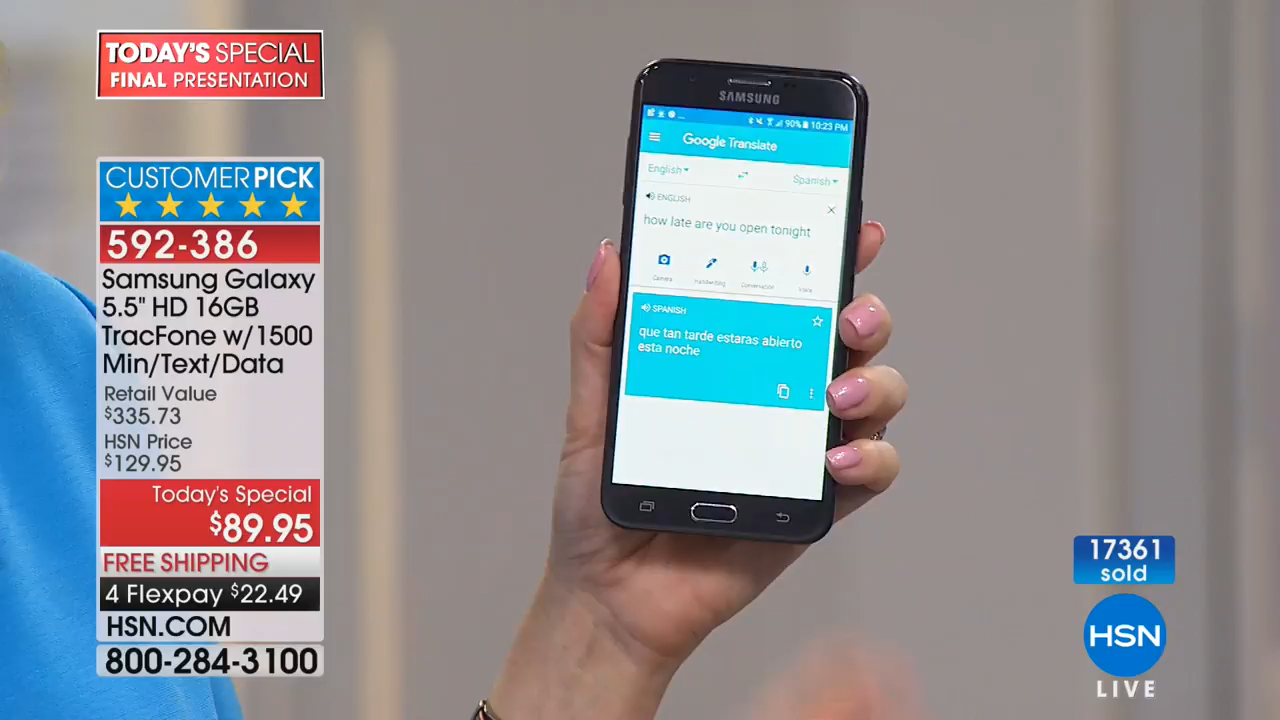 TODAY'S SPECIAL
FINAL PRESENTATION
CUSTOMER PICK
592-386
Samsung Galaxy
5.5" HD 16GB
TracFone w/1500
Min/Text/Data
Retail Value
$335.73
HSN Price
$129.95
Today's Special
$89.95
FREE SHIPPING
4 Flexpay $22.49
HSN.COM
800-284-3100
SAMSUNG
90% 10:23 PM
Google Translate
English
Spanish
ENGLISH
how late are you open tonight
Camera
Handwriting
Conversation
Voice
SPANISH
que tan tarde estaras abierto
esta noche
17361
sold
HSN
LIVE